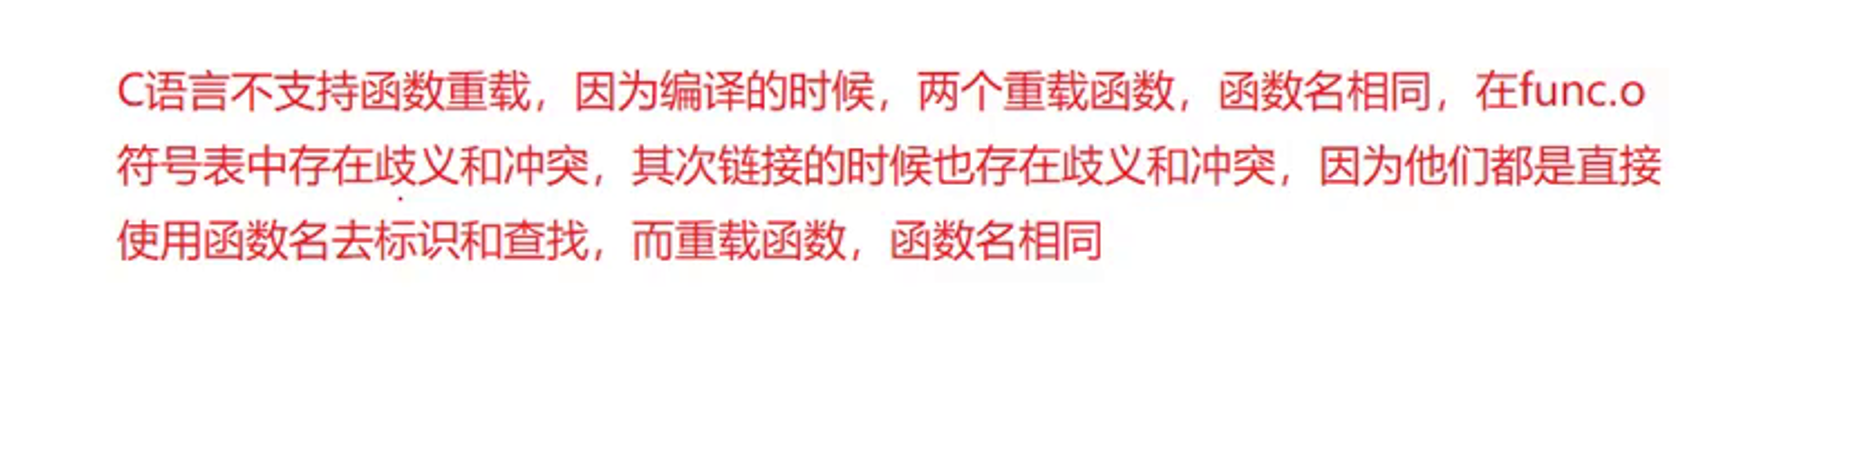 C语言不支持函数重载，因为编译的时候，两个重载函数，函数名相同，在func.o
符号表中存在歧义和冲突，其次链接的时候也存在歧义和冲突，因为他们都是直接
使用函数名去标识和查找，而重载函数，函数名相同